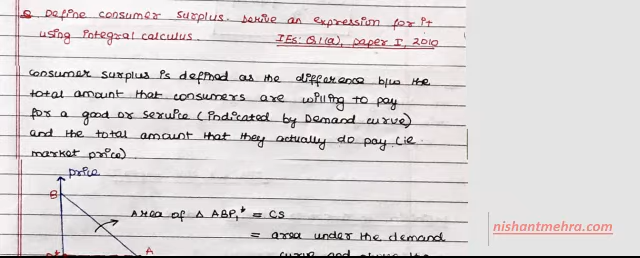 Q Define consumer surplus. Derive an expression for it
using integral calculus. IES: Q.1(a), paper I, 2010
consumer surplus is defined as the difference b/w the
total amount that consumers are willing to pay
for a good or service (indicated by Demand curve)
and the total amount that they actually do pay (ie.
market price).
price
B
Area of Δ ABP₁* = CS
A
= area under the demand
nishantmehra.com